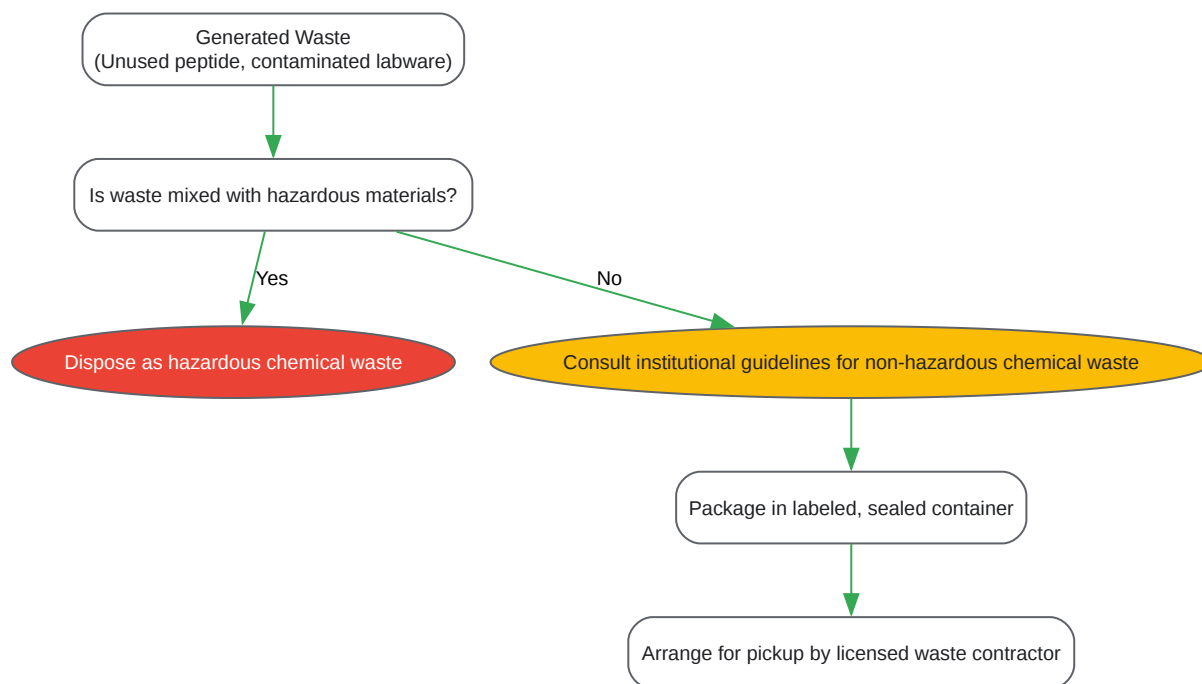 Generated Waste
(Unused peptide, contaminated labware)
Is waste mixed with hazardous materials?
Yes
No
Dispose as hazardous chemical waste
Consult institutional guidelines for non-hazardous chemical waste
Package in labeled, sealed container
Arrange for pickup by licensed waste contractor